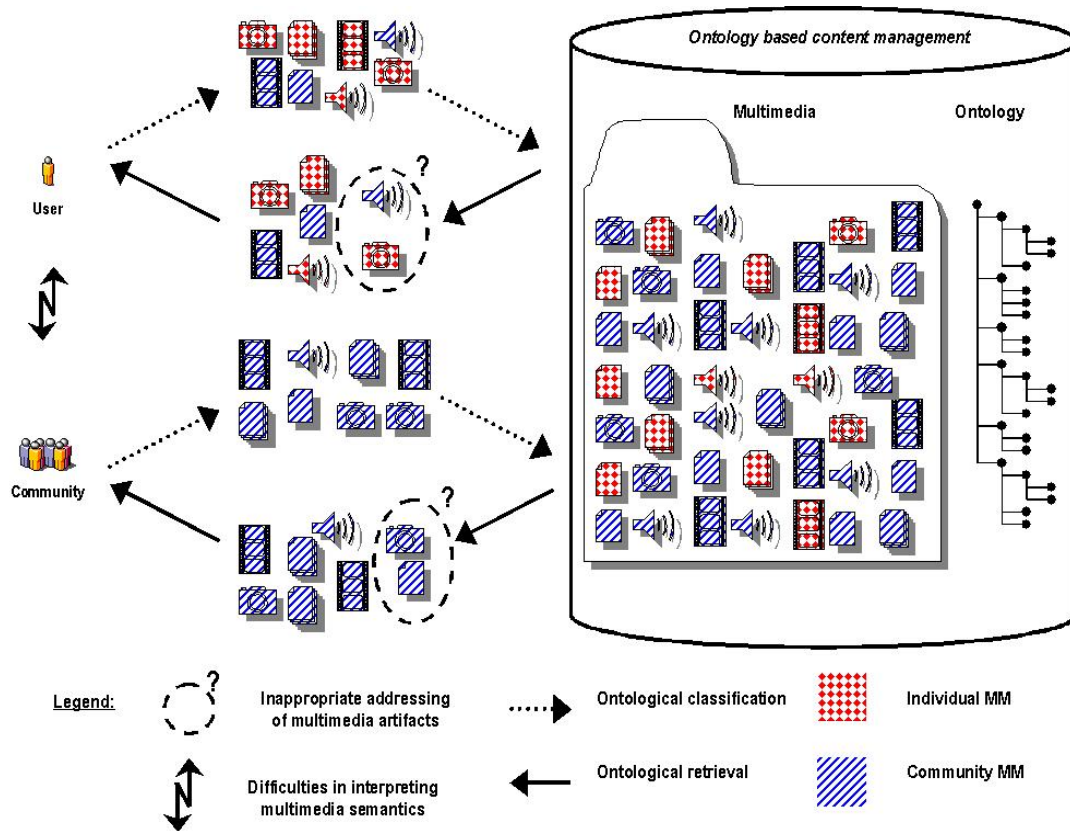 Ontology based content management
Multimedia
Ontology
?
User
N
?
Community
Legend:
?
Inappropriate addressing
of multimedia artifacts
Ontological classification
Individual MM
N
Difficulties in interpreting
multimedia semantics
Ontological retrieval
Community MM